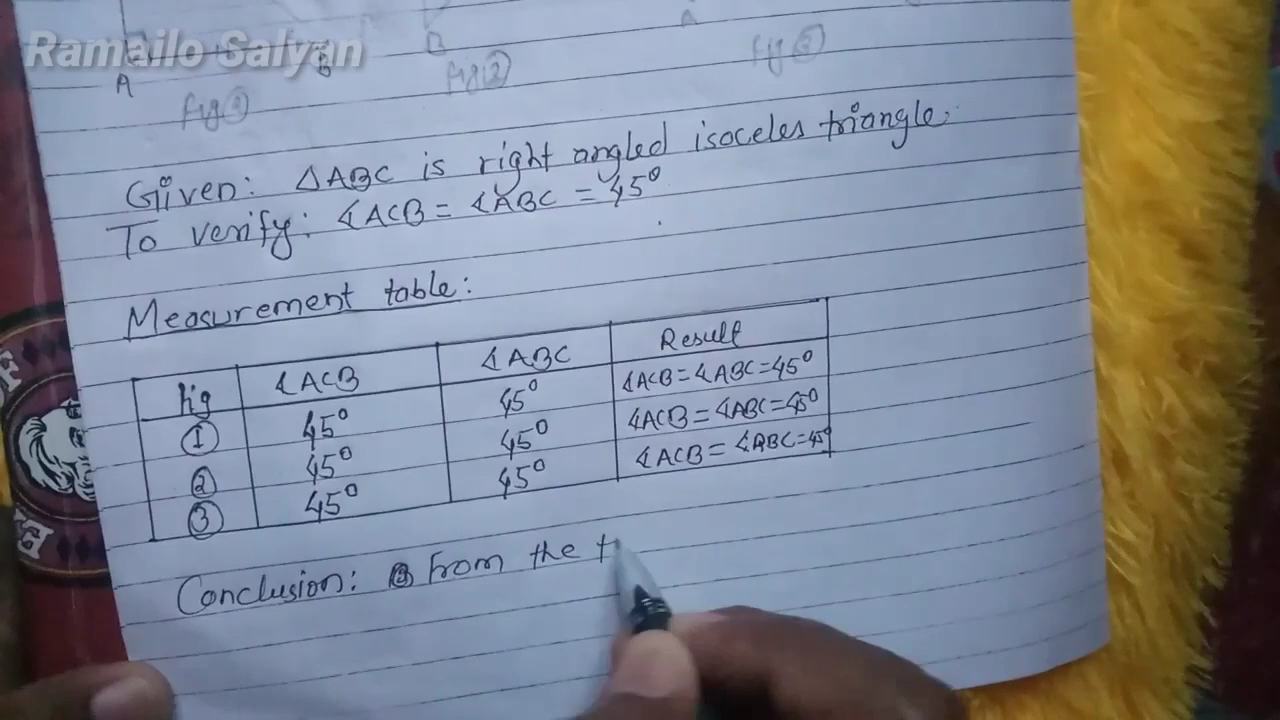 Ramailo Salyan
A B B A
fig ② fig ③
Given: ΔABC is right angled isoceles triangle.
To verify: ∠ACB = ∠ABC = 45°
Measurement table:
fig ∠ACB ∠ABC Result
① 45° 45° ∠ACB = ∠ABC = 45°
② 45° 45° ∠ACB = ∠ABC = 45°
③ 45° 45° ∠ACB = ∠ABC = 45°
Conclusion: From the t